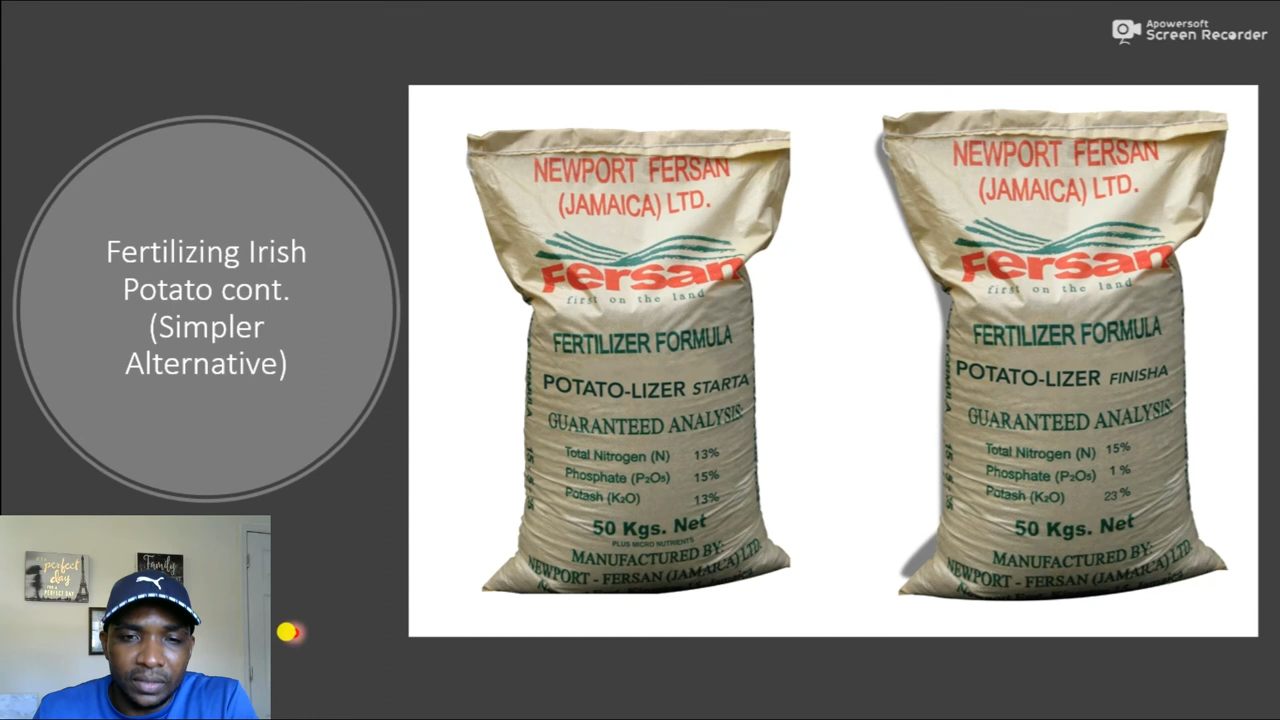 Apowersoft
Screen Recorder
Fertilizing Irish
Potato cont.
(Simpler
Alternative)
NEWPORT FERSAN
(JAMAICA) LTD.
Fersan
first on the land
FERTILIZER FORMULA
POTATO-LIZER STARTA
GUARANTEED ANALYSIS:
Total Nitrogen (N) 13%
Phosphate (P₂O₅) 15%
Potash (K₂O) 13%
50 Kgs. Net
PLUS MICRO NUTRIENTS
MANUFACTURED BY:
NEWPORT - FERSAN (JAMAICA) LTD.
NEWPORT FERSAN
(JAMAICA) LTD.
Fersan
first on the land
FERTILIZER FORMULA
POTATO-LIZER FINISHA
GUARANTEED ANALYSIS:
Total Nitrogen (N) 15%
Phosphate (P₂O₅) 1 %
Potash (K₂O) 23 %
50 Kgs. Net
MANUFACTURED BY:
NEWPORT - FERSAN (JAMAICA) LTD.
perfect
day
PERFECT DAY
Family